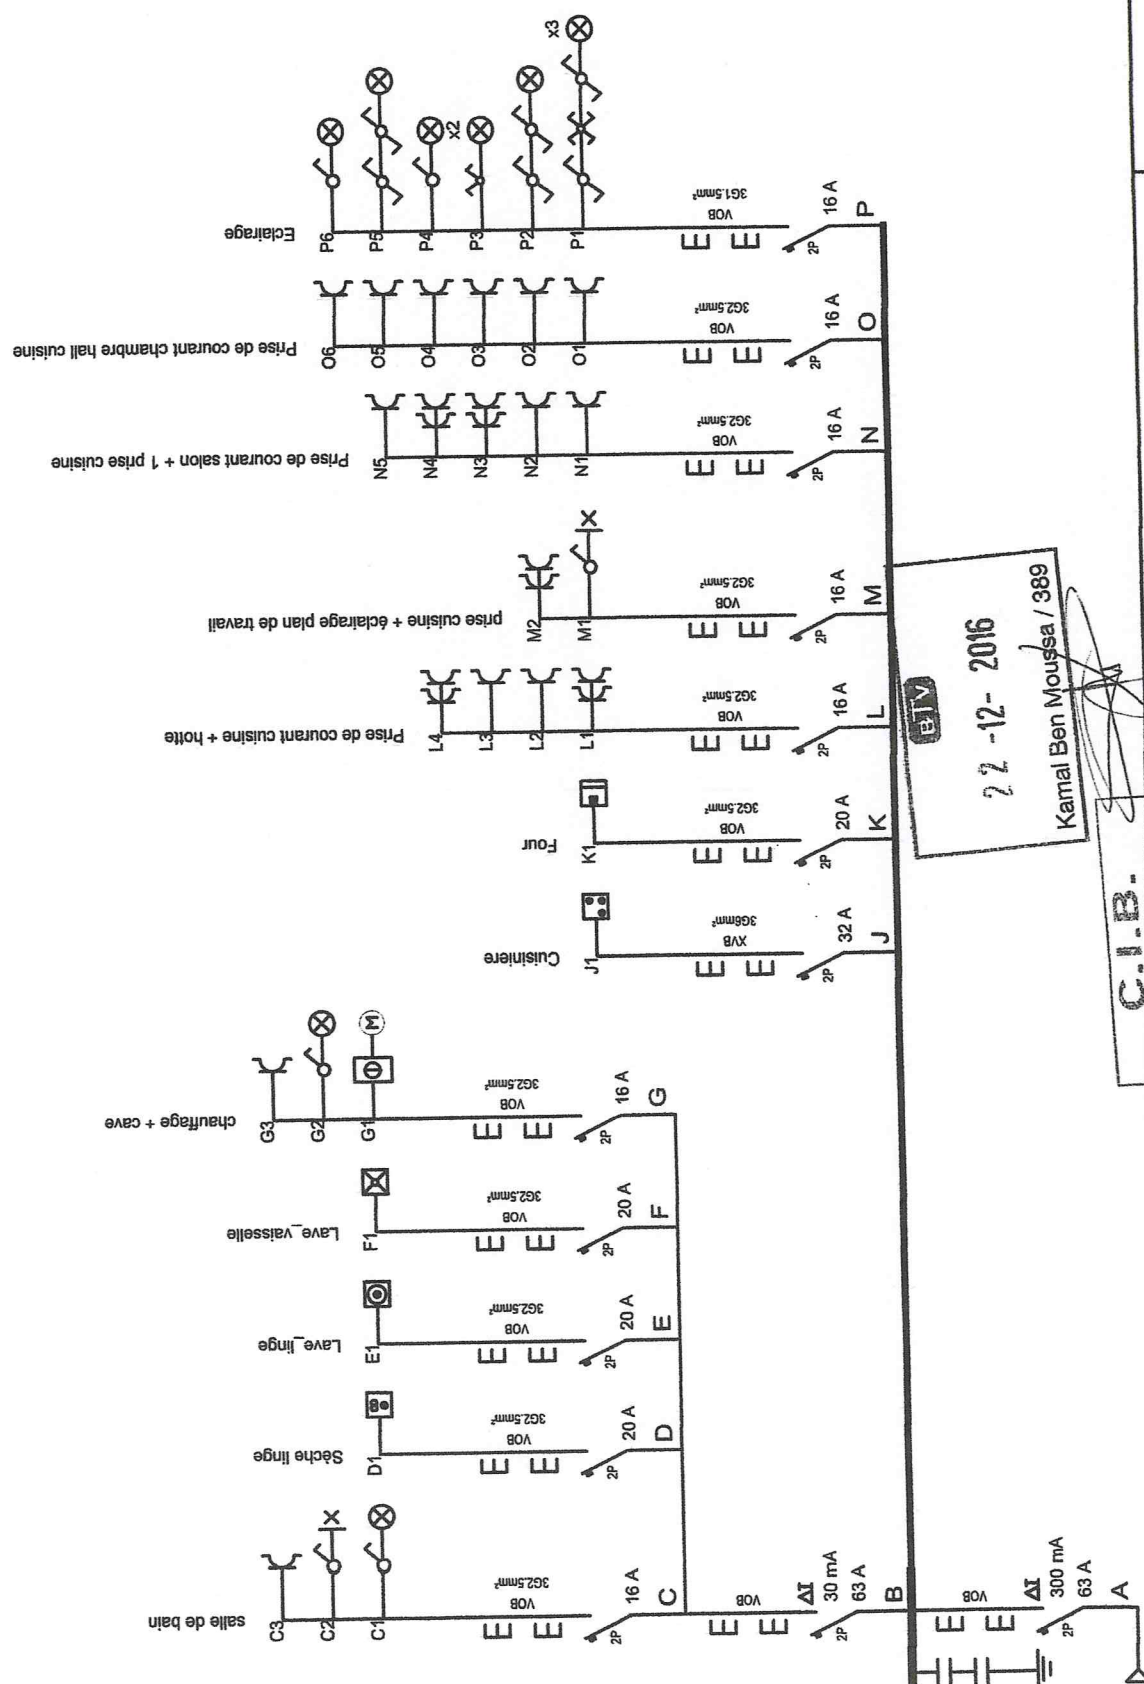 Eclairage
P6
P5
P4
x2
P3
P2
x3
P1
3G1.5mm²
VOB
2P
16 A
P
Prise de courant chambre hall cuisine
O6
O5
O4
O3
O2
O1
3G2.5mm²
VOB
2P
16 A
O
Prise de courant salon + 1 prise cuisine
N5
N4
N3
N2
N1
3G2.5mm²
VOB
2P
16 A
N
prise cuisine + éclairage plan de travail
M2
M1
3G2.5mm²
VOB
2P
16 A
M
Prise de courant cuisine + hotte
L4
L3
L2
L1
3G2.5mm²
VOB
2P
16 A
L
Four
K1
3G2.5mm²
VOB
2P
20 A
K
Cuisiniere
J1
3G6mm²
XVB
2P
32 A
J
chauffage + cave
G3
G2
G1
M
3G2.5mm²
VOB
2P
16 A
G
Lave_vaisselle
F1
3G2.5mm²
VOB
2P
20 A
F
Lave_linge
E1
3G2.5mm²
VOB
2P
20 A
E
Sèche linge
D1
3G2.5mm²
VOB
2P
20 A
D
salle de bain
C3
C2
C1
3G2.5mm²
VOB
2P
16 A
C
VOB
ΔI
2P
30 mA
63 A
B
VOB
ΔI
2P
300 mA
63 A
A
BTV
22-12-2016
Kamal Ben Moussa / 389
C.I.B.